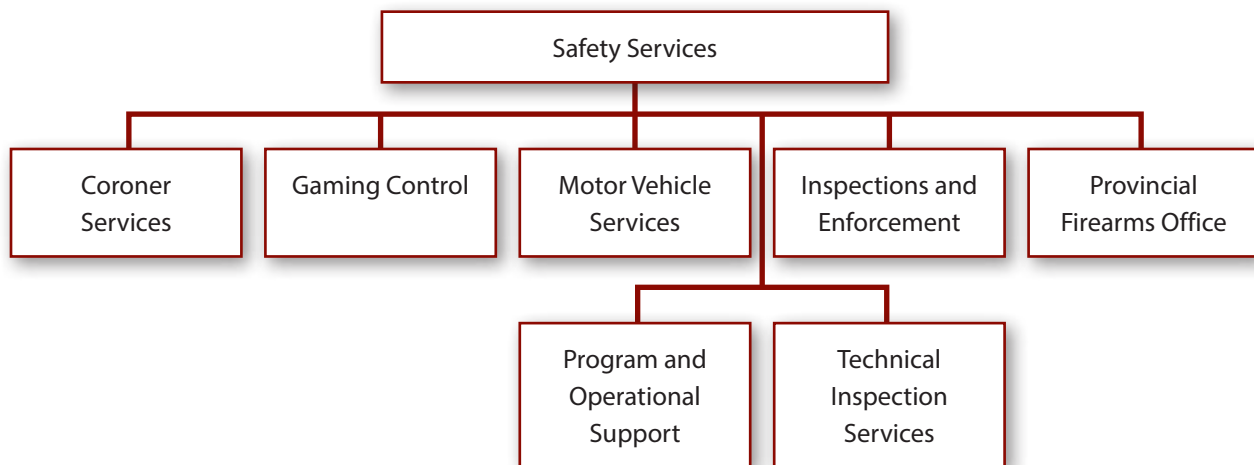 Safety Services
Coroner
Services
Gaming Control
Motor Vehicle
Services
Inspections and
Enforcement
Provincial
Firearms Office
Program and
Operational
Support
Technical
Inspection
Services